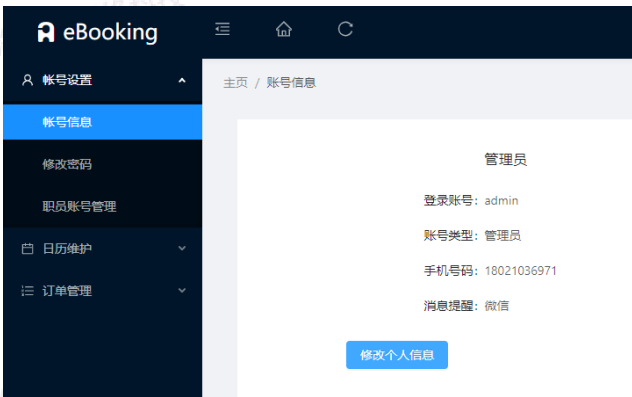 eBooking
帐号设置
主页 / 账号信息
帐号信息
管理员
修改密码
登录账号: admin
职员账号管理
账号类型: 管理员
日历维护
手机号码: 18021036971
订单管理
消息提醒: 微信
修改个人信息